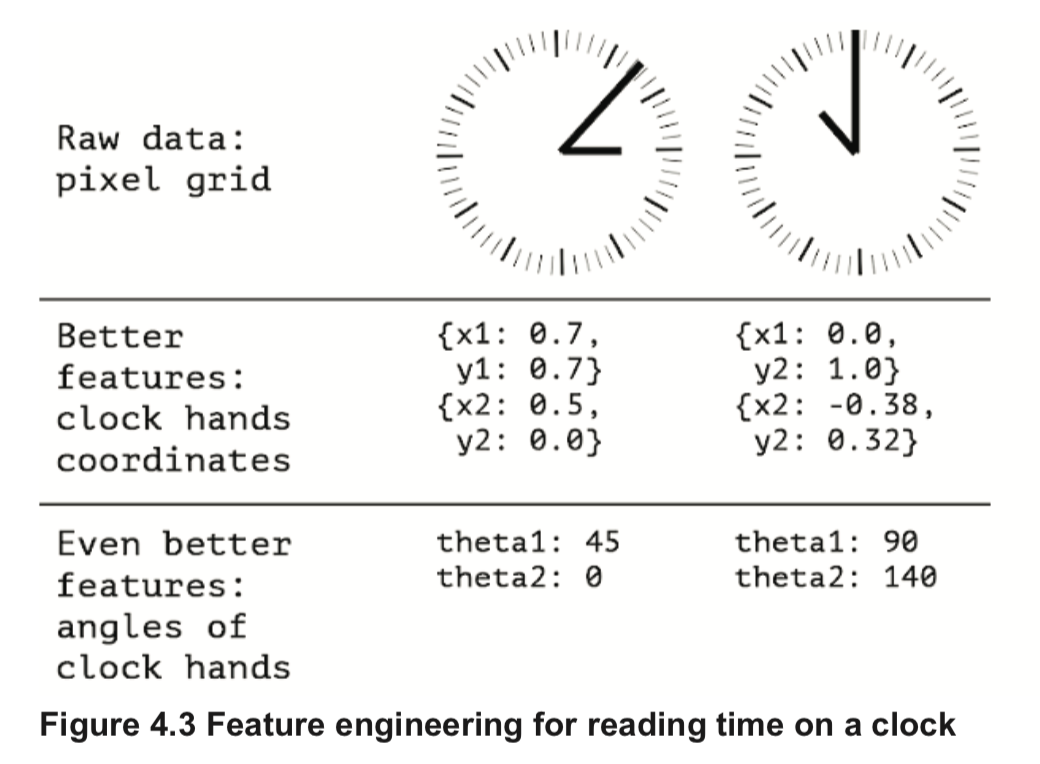 Raw data:
pixel grid
Better
features:
clock hands
coordinates
{x1: 0.7,
y1: 0.7}
{x2: 0.5,
y2: 0.0}
{x1: 0.0,
y2: 1.0}
{x2: -0.38,
y2: 0.32}
Even better
features:
angles of
clock hands
theta1: 45
theta2: 0
theta1: 90
theta2: 140
Figure 4.3 Feature engineering for reading time on a clock